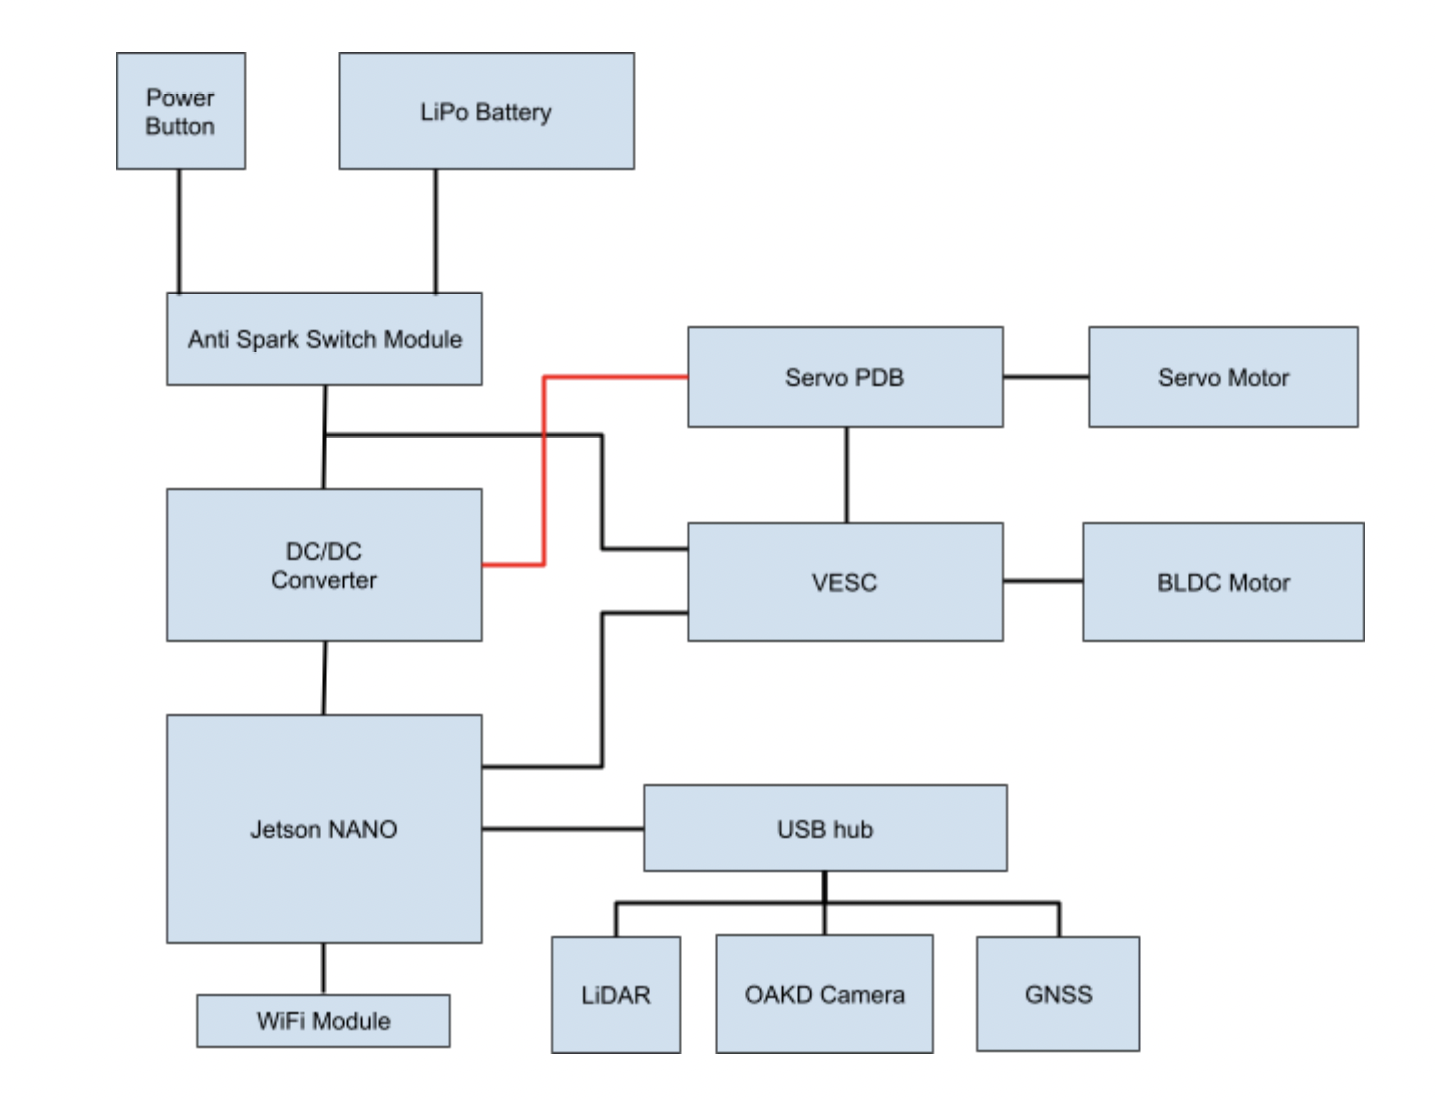 Power
Button
LiPo Battery
Anti Spark Switch Module
Servo PDB
Servo Motor
DC/DC
Converter
VESC
BLDC Motor
Jetson NANO
USB hub
LiDAR
OAKD Camera
GNSS
WiFi Module